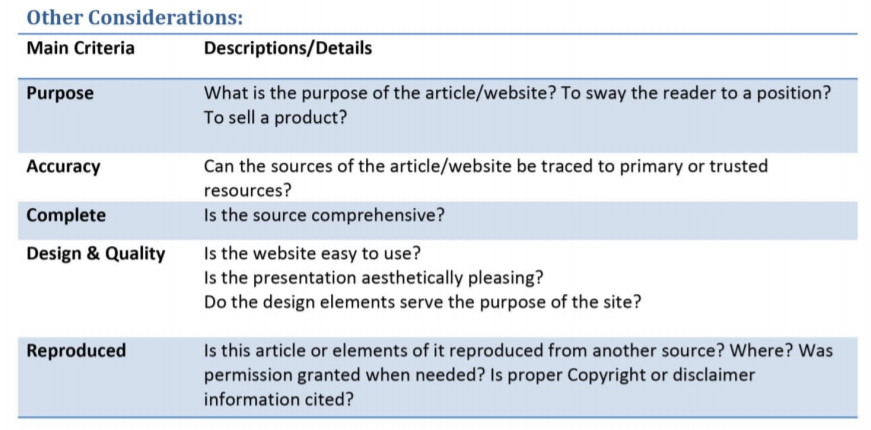 Other Considerations:
Main Criteria Descriptions/Details
Purpose What is the purpose of the article/website? To sway the reader to a position?
To sell a product?
Accuracy Can the sources of the article/website be traced to primary or trusted
resources?
Complete Is the source comprehensive?
Design & Quality Is the website easy to use?
Is the presentation aesthetically pleasing?
Do the design elements serve the purpose of the site?
Reproduced Is this article or elements of it reproduced from another source? Where? Was
permission granted when needed? Is proper Copyright or disclaimer
information cited?